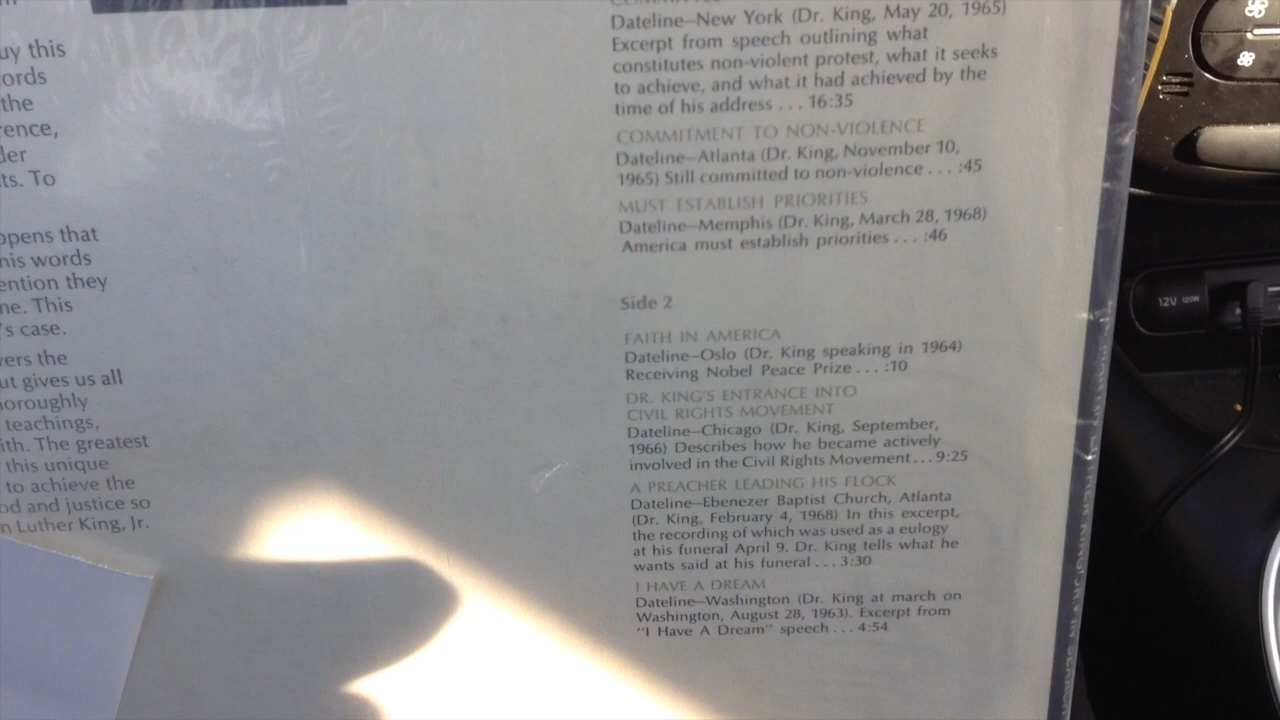 uy this
ords
the
rence,
der
ts. To
opens that
his words
ention they
ne. This
's case.
vers the
ut gives us all
horoughly
teachings,
ith. The greatest
this unique
to achieve the
od and justice so
n Luther King, Jr.
Dateline—New York (Dr. King, May 20, 1965)
Excerpt from speech outlining what
constitutes non-violent protest, what it seeks
to achieve, and what it had achieved by the
time of his address . . . 16:35
COMMITMENT TO NON-VIOLENCE
Dateline—Atlanta (Dr. King, November 10,
1965) Still committed to non-violence . . . :45
MUST ESTABLISH PRIORITIES
Dateline—Memphis (Dr. King, March 28, 1968)
America must establish priorities . . . :46
Side 2
FAITH IN AMERICA
Dateline—Oslo (Dr. King speaking in 1964)
Receiving Nobel Peace Prize . . . :10
DR. KING'S ENTRANCE INTO
CIVIL RIGHTS MOVEMENT
Dateline—Chicago (Dr. King, September,
1966) Describes how he became actively
involved in the Civil Rights Movement . . . 9:25
A PREACHER LEADING HIS FLOCK
Dateline—Ebenezer Baptist Church, Atlanta
(Dr. King, February 4, 1968) In this excerpt,
the recording of which was used as a eulogy
at his funeral April 9. Dr. King tells what he
wants said at his funeral . . . 3:30
I HAVE A DREAM
Dateline—Washington (Dr. King at march on
Washington, August 28, 1963). Excerpt from
"I Have A Dream" speech . . . 4:54
12V 120W